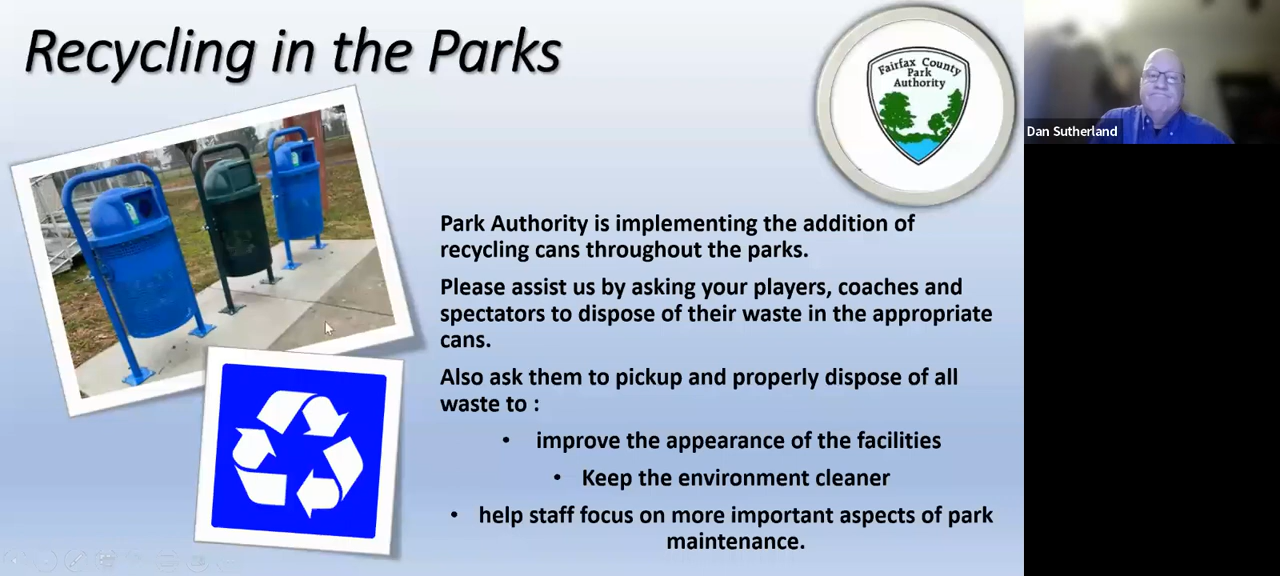 Recycling in the Parks
Fairfax County
Park
Authority
Dan Sutherland
Park Authority is implementing the addition of
recycling cans throughout the parks.
Please assist us by asking your players, coaches and
spectators to dispose of their waste in the appropriate
cans.
Also ask them to pickup and properly dispose of all
waste to :
• improve the appearance of the facilities
• Keep the environment cleaner
• help staff focus on more important aspects of park
maintenance.